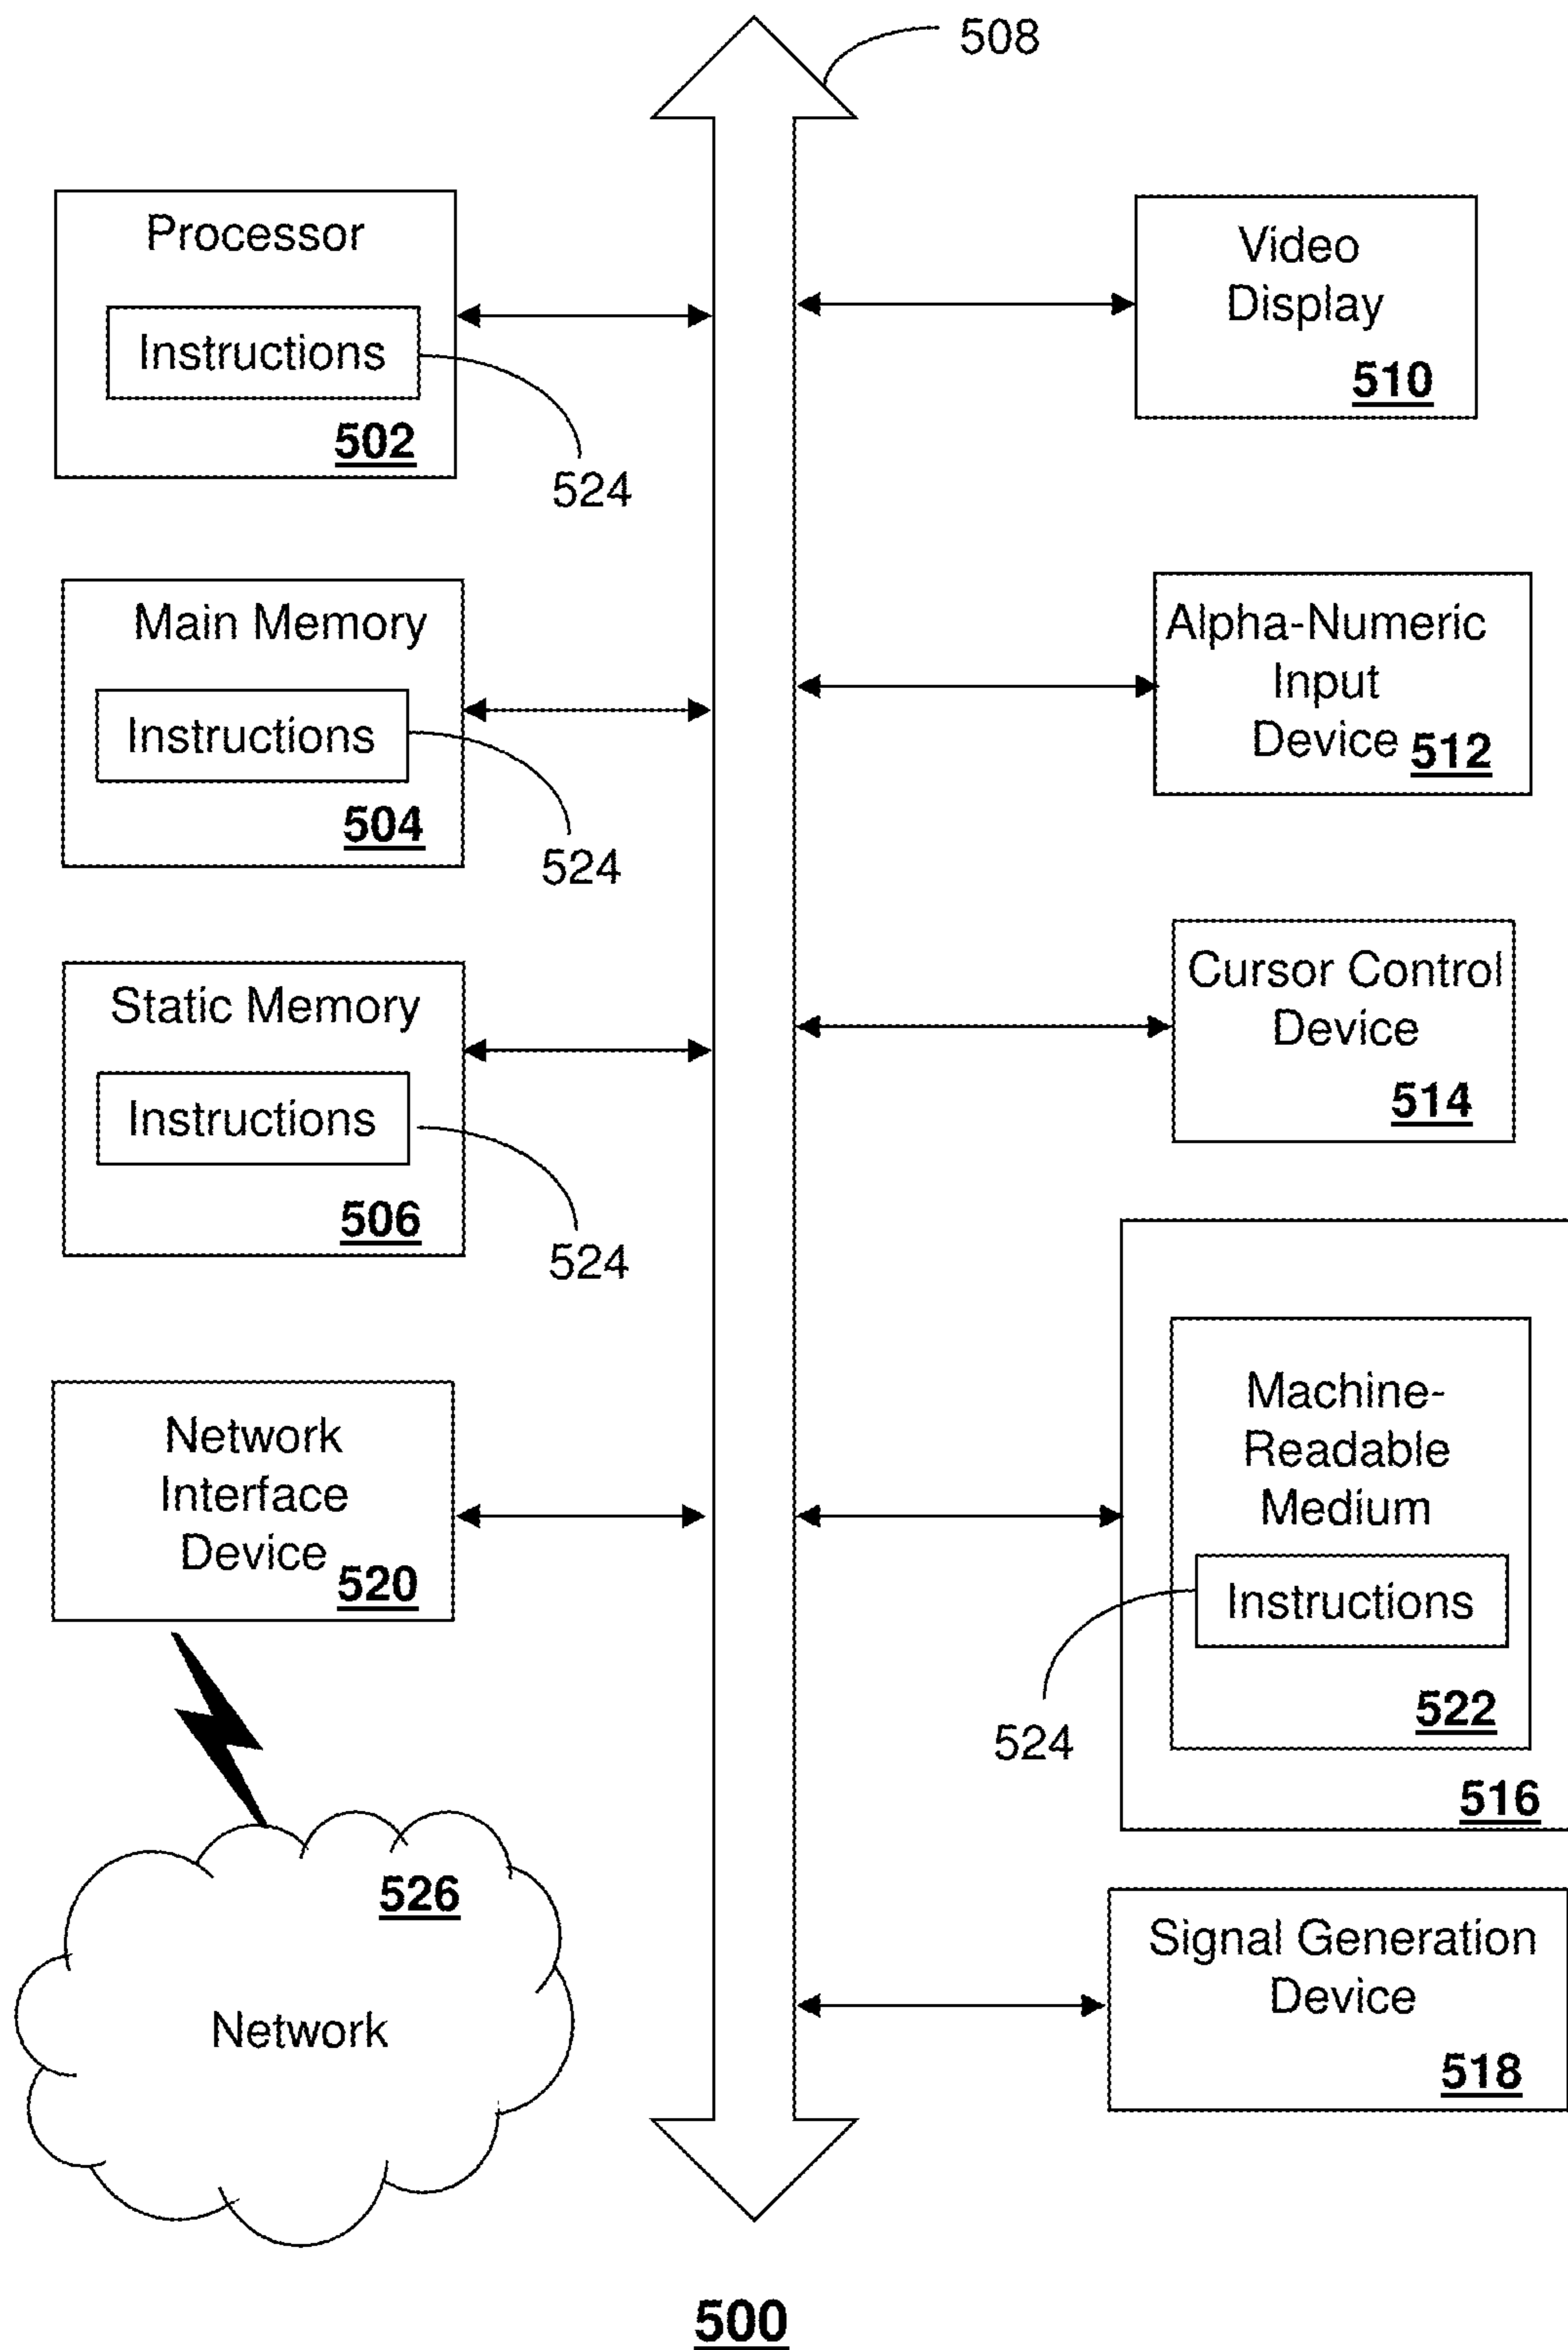 508
Processor
Instructions
502
524
Video
Display
510
Main Memory
Instructions
504
524
Alpha-Numeric
Input
Device 512
Static Memory
Instructions
506
524
Cursor Control
Device
514
Network
Interface
Device 520
Machine-
Readable
Medium
Instructions
522
524
516
526
Network
Signal Generation
Device
518
500